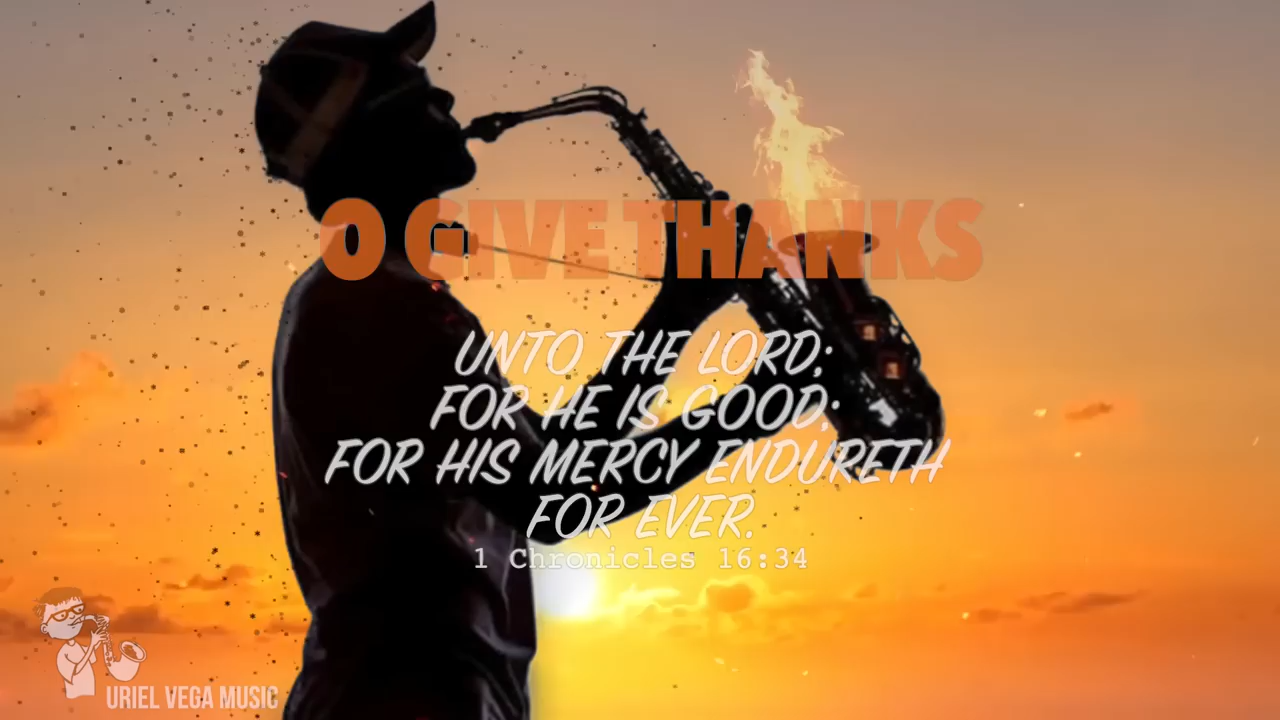 O GIVE THANKS
UNTO THE LORD;
FOR HE IS GOOD;
FOR HIS MERCY ENDURETH
FOR EVER.
1 Chronicles 16:34
URIEL VEGA MUSIC